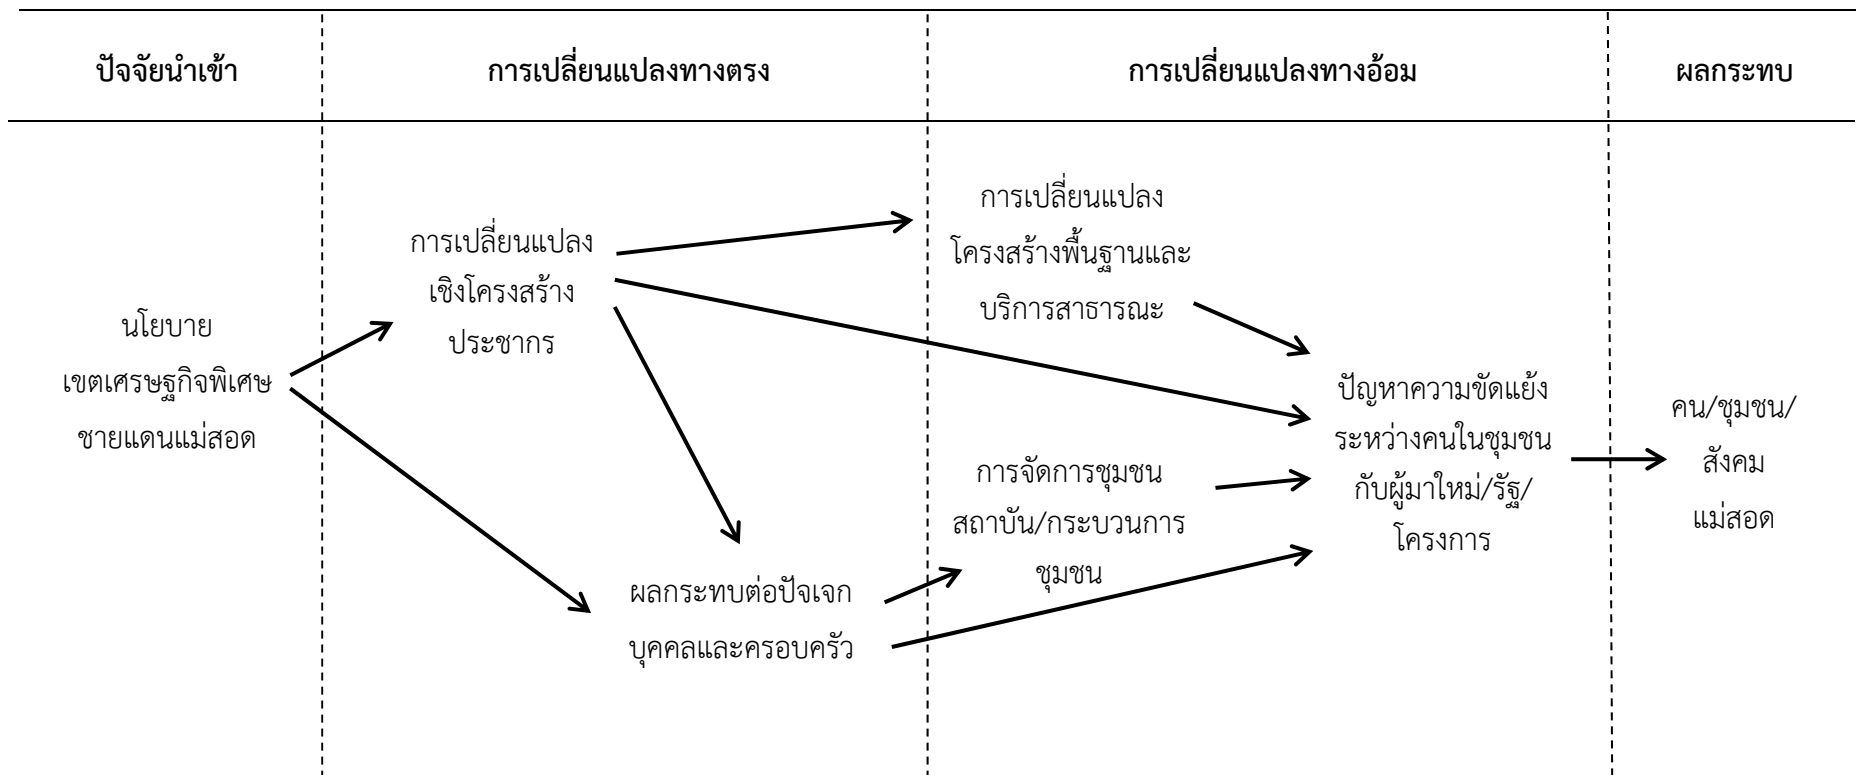 ปัจจัยนำเข้า
การเปลี่ยนแปลงทางตรง
การเปลี่ยนแปลงทางอ้อม
ผลกระทบ
นโยบาย
เขตเศรษฐกิจพิเศษ
ชายแดนแม่สอด
การเปลี่ยนแปลง
เชิงโครงสร้าง
ประชากร
ผลกระทบต่อปัจเจก
บุคคลและครอบครัว
การเปลี่ยนแปลง
โครงสร้างพื้นฐานและ
บริการสาธารณะ
การจัดการชุมชน
สถาบัน/กระบวนการ
ชุมชน
ปัญหาความขัดแย้ง
ระหว่างคนในชุมชน
กับผู้มาใหม่/รัฐ/
โครงการ
คน/ชุมชน/
สังคม
แม่สอด